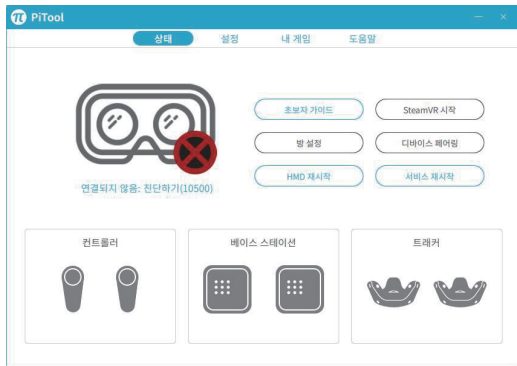 PiTool
상태 설정 내 게임 도움말
초보자 가이드 SteamVR 시작
방 설정 디바이스 페어링
HMD 재시작 서비스 재시작
연결되지 않음: 진단하기(10500)
컨트롤러 베이스 스테이션 트래커